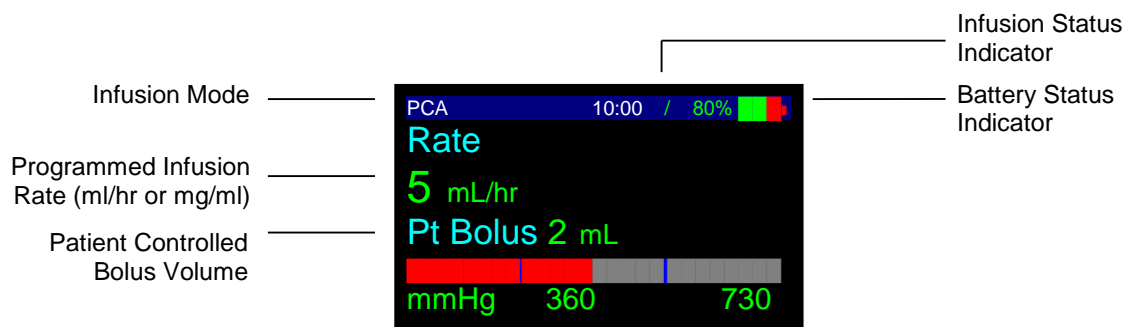 Infusion Status
Indicator
Infusion Mode
Battery Status
Indicator
PCA 10:00 / 80%
Rate
Programmed Infusion
Rate (ml/hr or mg/ml)
5 mL/hr
Patient Controlled
Bolus Volume
Pt Bolus 2 mL
mmHg 360 730